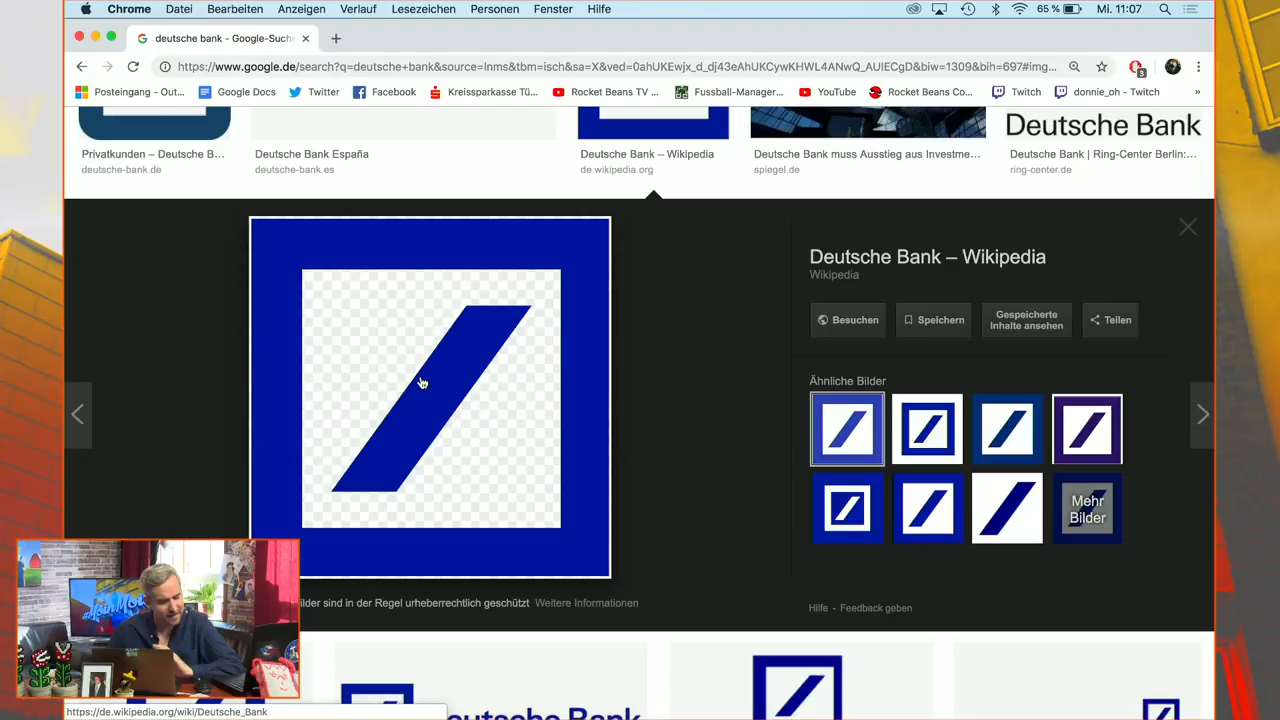 Chrome Datei Bearbeiten Anzeigen Verlauf Lesezeichen Personen Fenster Hilfe 65 % Mi. 11:07
deutsche bank - Google-Such
https://www.google.de/search?q=deutsche+bank&source=lnms&tbm=isch&sa=X&ved=0ahUKEwjx_d_dj43eAhUKCywKHWL4ANwQ_AUIECgD&biw=1309&bih=697#img...
3
Posteingang - Out... Google Docs Twitter Facebook Kreissparkasse Tü... Rocket Beans TV ... Fussball-Manager... YouTube Rocket Beans Co... Twitch donnie_oh - Twitch »
Deutsche Bank
Privatkunden – Deutsche B... Deutsche Bank España Deutsche Bank – Wikipedia Deutsche Bank muss Ausstieg aus Investme... Deutsche Bank | Ring-Center Berlin:...
deutsche-bank.de deutsche-bank.es de.wikipedia.org spiegel.de ring-center.de
Deutsche Bank – Wikipedia
Wikipedia
Besuchen Speichern Gespeicherte Inhalte ansehen Teilen
Ähnliche Bilder
Mehr
Bilder
ilder sind in der Regel urheberrechtlich geschützt Weitere Informationen
Hilfe - Feedback geben
eutsche Bank
https://de.wikipedia.org/wiki/Deutsche_Bank